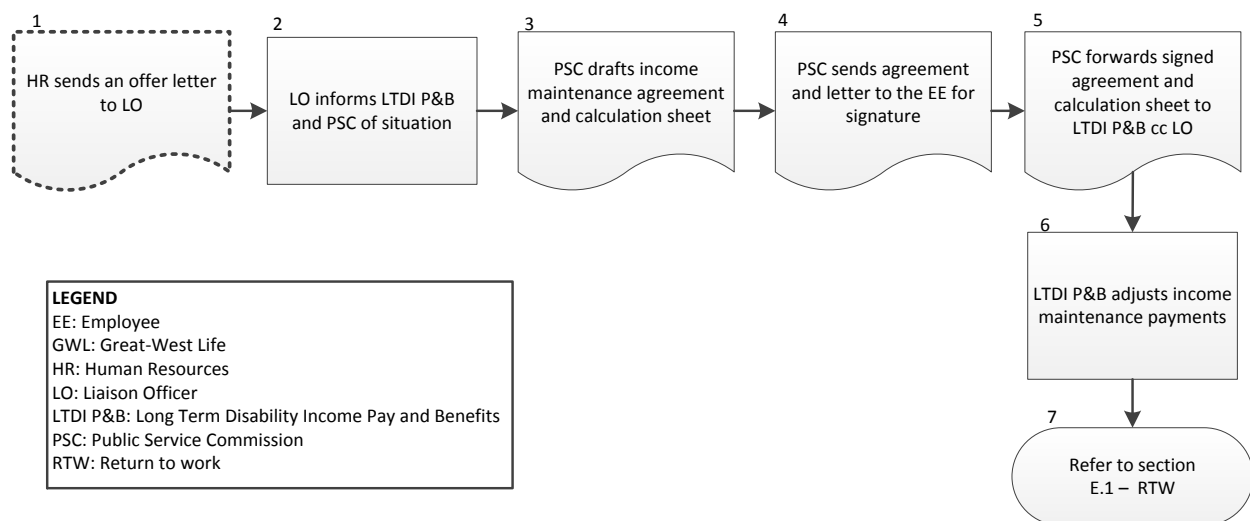 1
HR sends an offer letter
to LO
2
LO informs LTDI P&B
and PSC of situation
3
PSC drafts income
maintenance agreement
and calculation sheet
4
PSC sends agreement
and letter to the EE for
signature
5
PSC forwards signed
agreement and
calculation sheet to
LTDI P&B cc LO
6
LTDI P&B adjusts income
maintenance payments
7
Refer to section
E.1 – RTW
LEGEND
EE: Employee
GWL: Great-West Life
HR: Human Resources
LO: Liaison Officer
LTDI P&B: Long Term Disability Income Pay and Benefits
PSC: Public Service Commission
RTW: Return to work